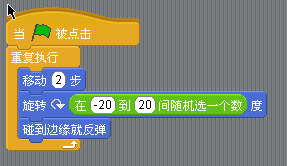 当 被点击
重复执行
移动 2 步
旋转 在 -20 到 20 间随机选一个数 度
碰到边缘就反弹